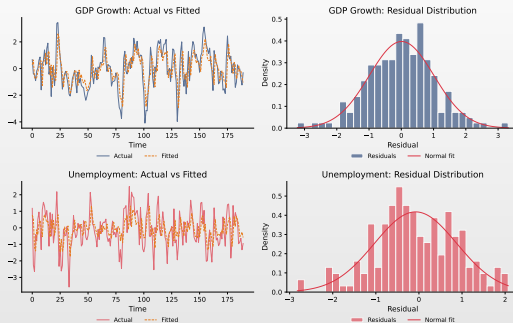 GDP Growth: Actual vs Fitted
2
0
−2
−4
0
25
50
75
100
125
150
175
Time
Actual
Fitted
GDP Growth: Residual Distribution
Density
0.5
0.4
0.3
0.2
0.1
0.0
−3
−2
−1
0
1
2
3
Residual
Residuals
Normal fit
Unemployment: Actual vs Fitted
2
1
0
−1
−2
−3
0
25
50
75
100
125
150
175
Time
Actual
Fitted
Unemployment: Residual Distribution
Density
0.5
0.4
0.3
0.2
0.1
0.0
−3
−2
−1
0
1
2
Residual
Residuals
Normal fit